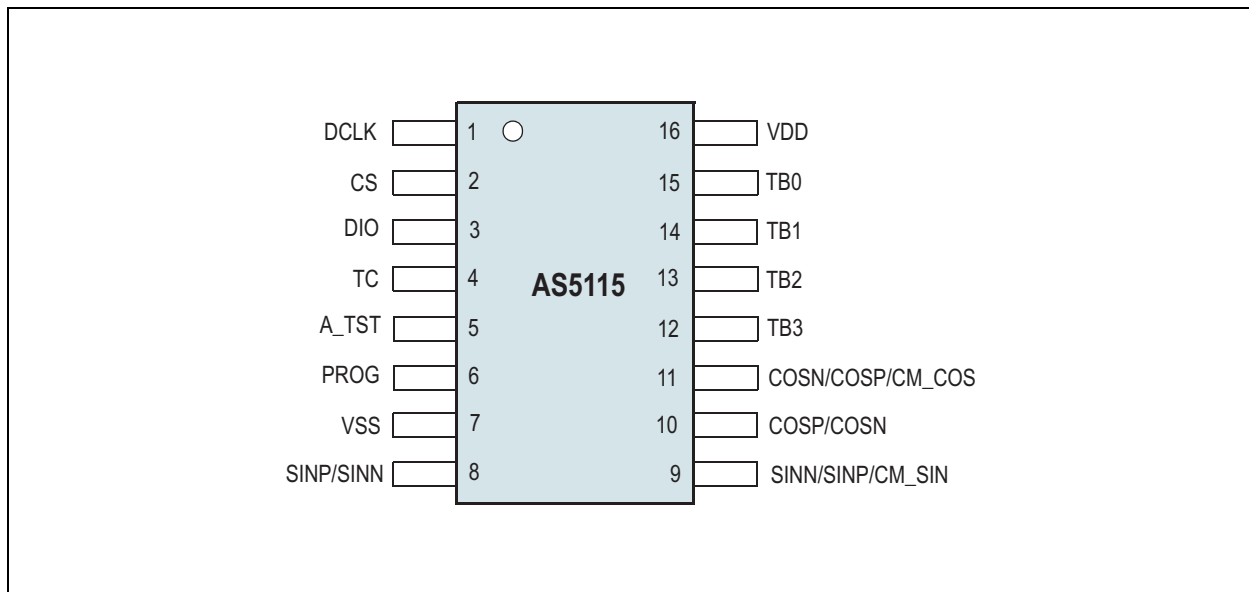 DCLK 1 16 VDD
CS 2 15 TB0
DIO 3 14 TB1
TC 4 AS5115 13 TB2
A_TST 5 12 TB3
PROG 6 11 COSN/COSP/CM_COS
VSS 7 10 COSP/COSN
SINP/SINN 8 9 SINN/SINP/CM_SIN